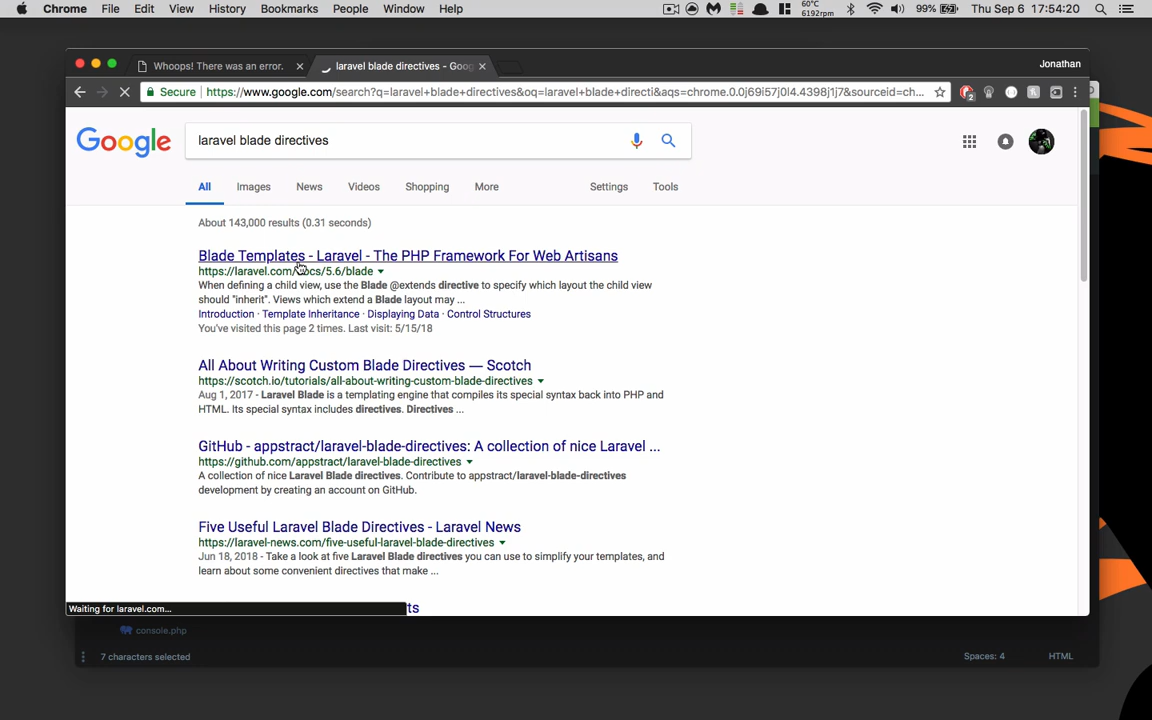 Chrome File Edit View History Bookmarks People Window Help 60°C 6192rpm 99% Thu Sep 6 17:54:20
Whoops! There was an error. laravel blade directives - Goog Jonathan
Secure https://www.google.com/search?q=laravel+blade+directives&oq=laravel+blade+directi&aqs=chrome.0.0j69i57j0l4.4398j1j7&sourceid=ch...
Google laravel blade directives
All Images News Videos Shopping More Settings Tools
About 143,000 results (0.31 seconds)
Blade Templates - Laravel - The PHP Framework For Web Artisans
https://laravel.com/docs/5.6/blade
When defining a child view, use the Blade @extends directive to specify which layout the child view
should "inherit". Views which extend a Blade layout may ...
Introduction · Template Inheritance · Displaying Data · Control Structures
You've visited this page 2 times. Last visit: 5/15/18
All About Writing Custom Blade Directives — Scotch
https://scotch.io/tutorials/all-about-writing-custom-blade-directives
Aug 1, 2017 - Laravel Blade is a templating engine that compiles its special syntax back into PHP and
HTML. Its special syntax includes directives. Directives ...
GitHub - appstract/laravel-blade-directives: A collection of nice Laravel ...
https://github.com/appstract/laravel-blade-directives
A collection of nice Laravel Blade directives. Contribute to appstract/laravel-blade-directives
development by creating an account on GitHub.
Five Useful Laravel Blade Directives - Laravel News
https://laravel-news.com/five-useful-laravel-blade-directives
Jun 18, 2018 - Take a look at five Laravel Blade directives you can use to simplify your templates, and
learn about some convenient directives that make ...
Waiting for laravel.com... ts
console.php
7 characters selected Spaces: 4 HTML